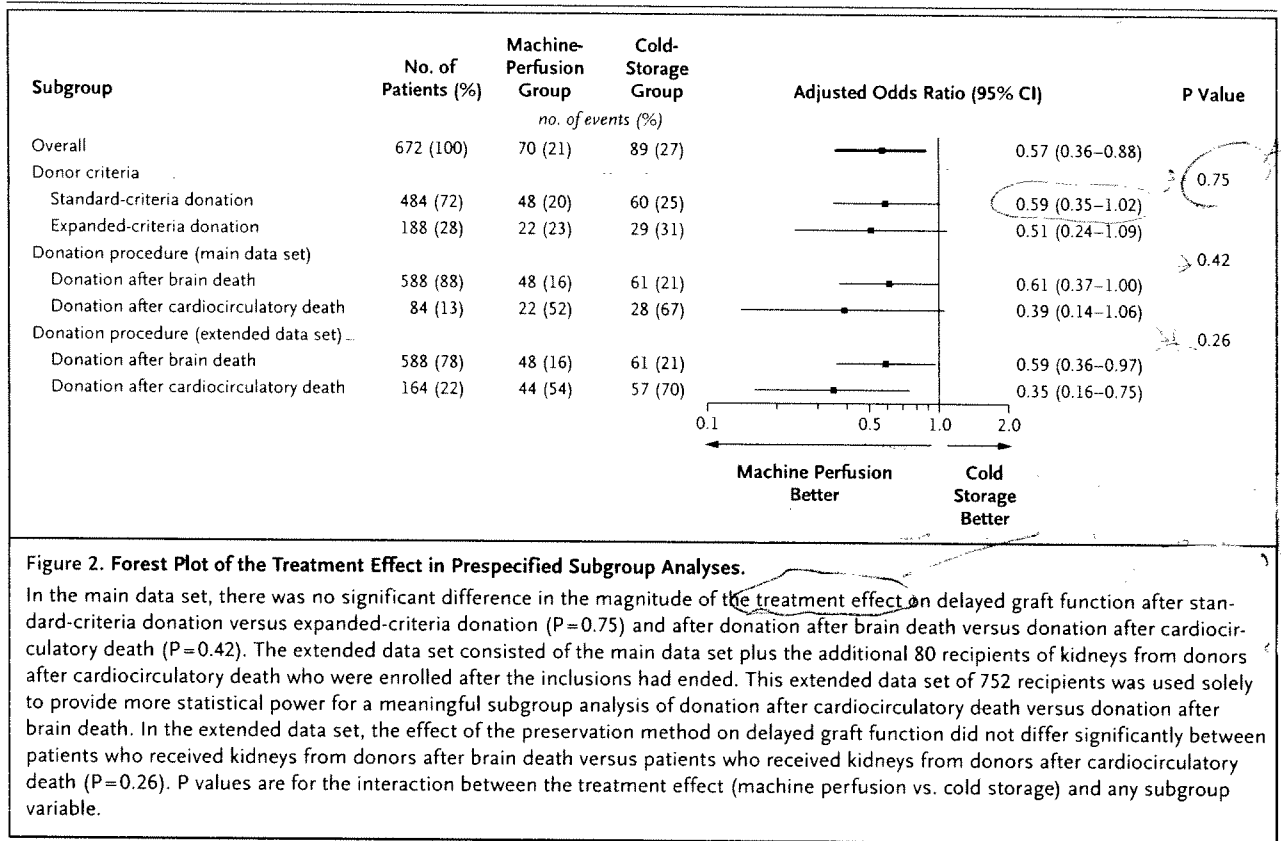 Subgroup No. of Patients (%) Machine-Perfusion Group Cold-Storage Group Adjusted Odds Ratio (95% CI) P Value
no. of events (%)
Overall 672 (100) 70 (21) 89 (27) 0.57 (0.36–0.88)
Donor criteria 0.75
Standard-criteria donation 484 (72) 48 (20) 60 (25) 0.59 (0.35–1.02)
Expanded-criteria donation 188 (28) 22 (23) 29 (31) 0.51 (0.24–1.09)
Donation procedure (main data set) 0.42
Donation after brain death 588 (88) 48 (16) 61 (21) 0.61 (0.37–1.00)
Donation after cardiocirculatory death 84 (13) 22 (52) 28 (67) 0.39 (0.14–1.06)
Donation procedure (extended data set) 0.26
Donation after brain death 588 (78) 48 (16) 61 (21) 0.59 (0.36–0.97)
Donation after cardiocirculatory death 164 (22) 44 (54) 57 (70) 0.35 (0.16–0.75)
0.1 0.5 1.0 2.0
Machine Perfusion Better Cold Storage Better
Figure 2. Forest Plot of the Treatment Effect in Prespecified Subgroup Analyses.
In the main data set, there was no significant difference in the magnitude of the treatment effect on delayed graft function after stan-
dard-criteria donation versus expanded-criteria donation (P=0.75) and after donation after brain death versus donation after cardiocir-
culatory death (P=0.42). The extended data set consisted of the main data set plus the additional 80 recipients of kidneys from donors
after cardiocirculatory death who were enrolled after the inclusions had ended. This extended data set of 752 recipients was used solely
to provide more statistical power for a meaningful subgroup analysis of donation after cardiocirculatory death versus donation after
brain death. In the extended data set, the effect of the preservation method on delayed graft function did not differ significantly between
patients who received kidneys from donors after brain death versus patients who received kidneys from donors after cardiocirculatory
death (P=0.26). P values are for the interaction between the treatment effect (machine perfusion vs. cold storage) and any subgroup
variable.